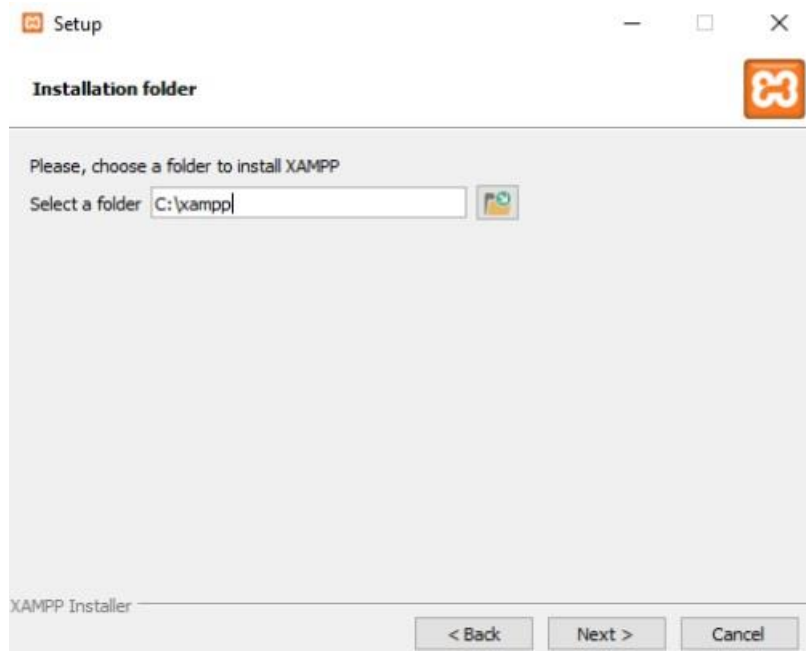 Setup
Installation folder
Please, choose a folder to install XAMPP
Select a folder C:\xampp
XAMPP Installer
< Back Next > Cancel